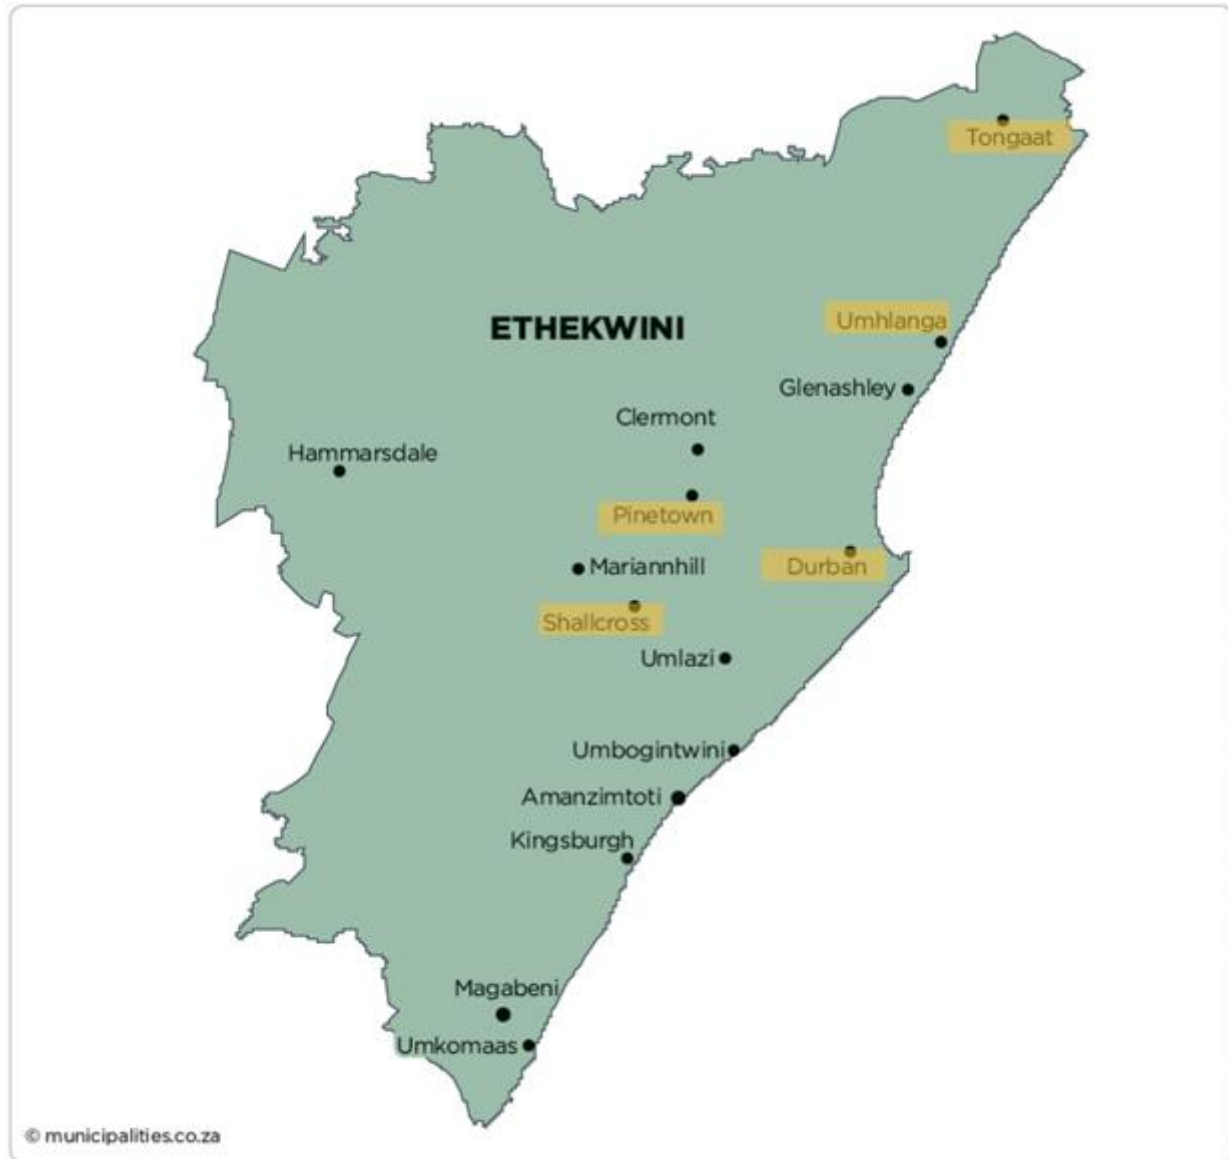 Tongaat
Umhlanga
ETHEKWINI
Glenashley
Clermont
Hammarsdale
Pinetown
Durban
Mariannhill
Shallcross
Umlazi
Umbogintwini
Amanzimtoti
Kingsburgh
Magabeni
Umkomaas
© municipalities.co.za